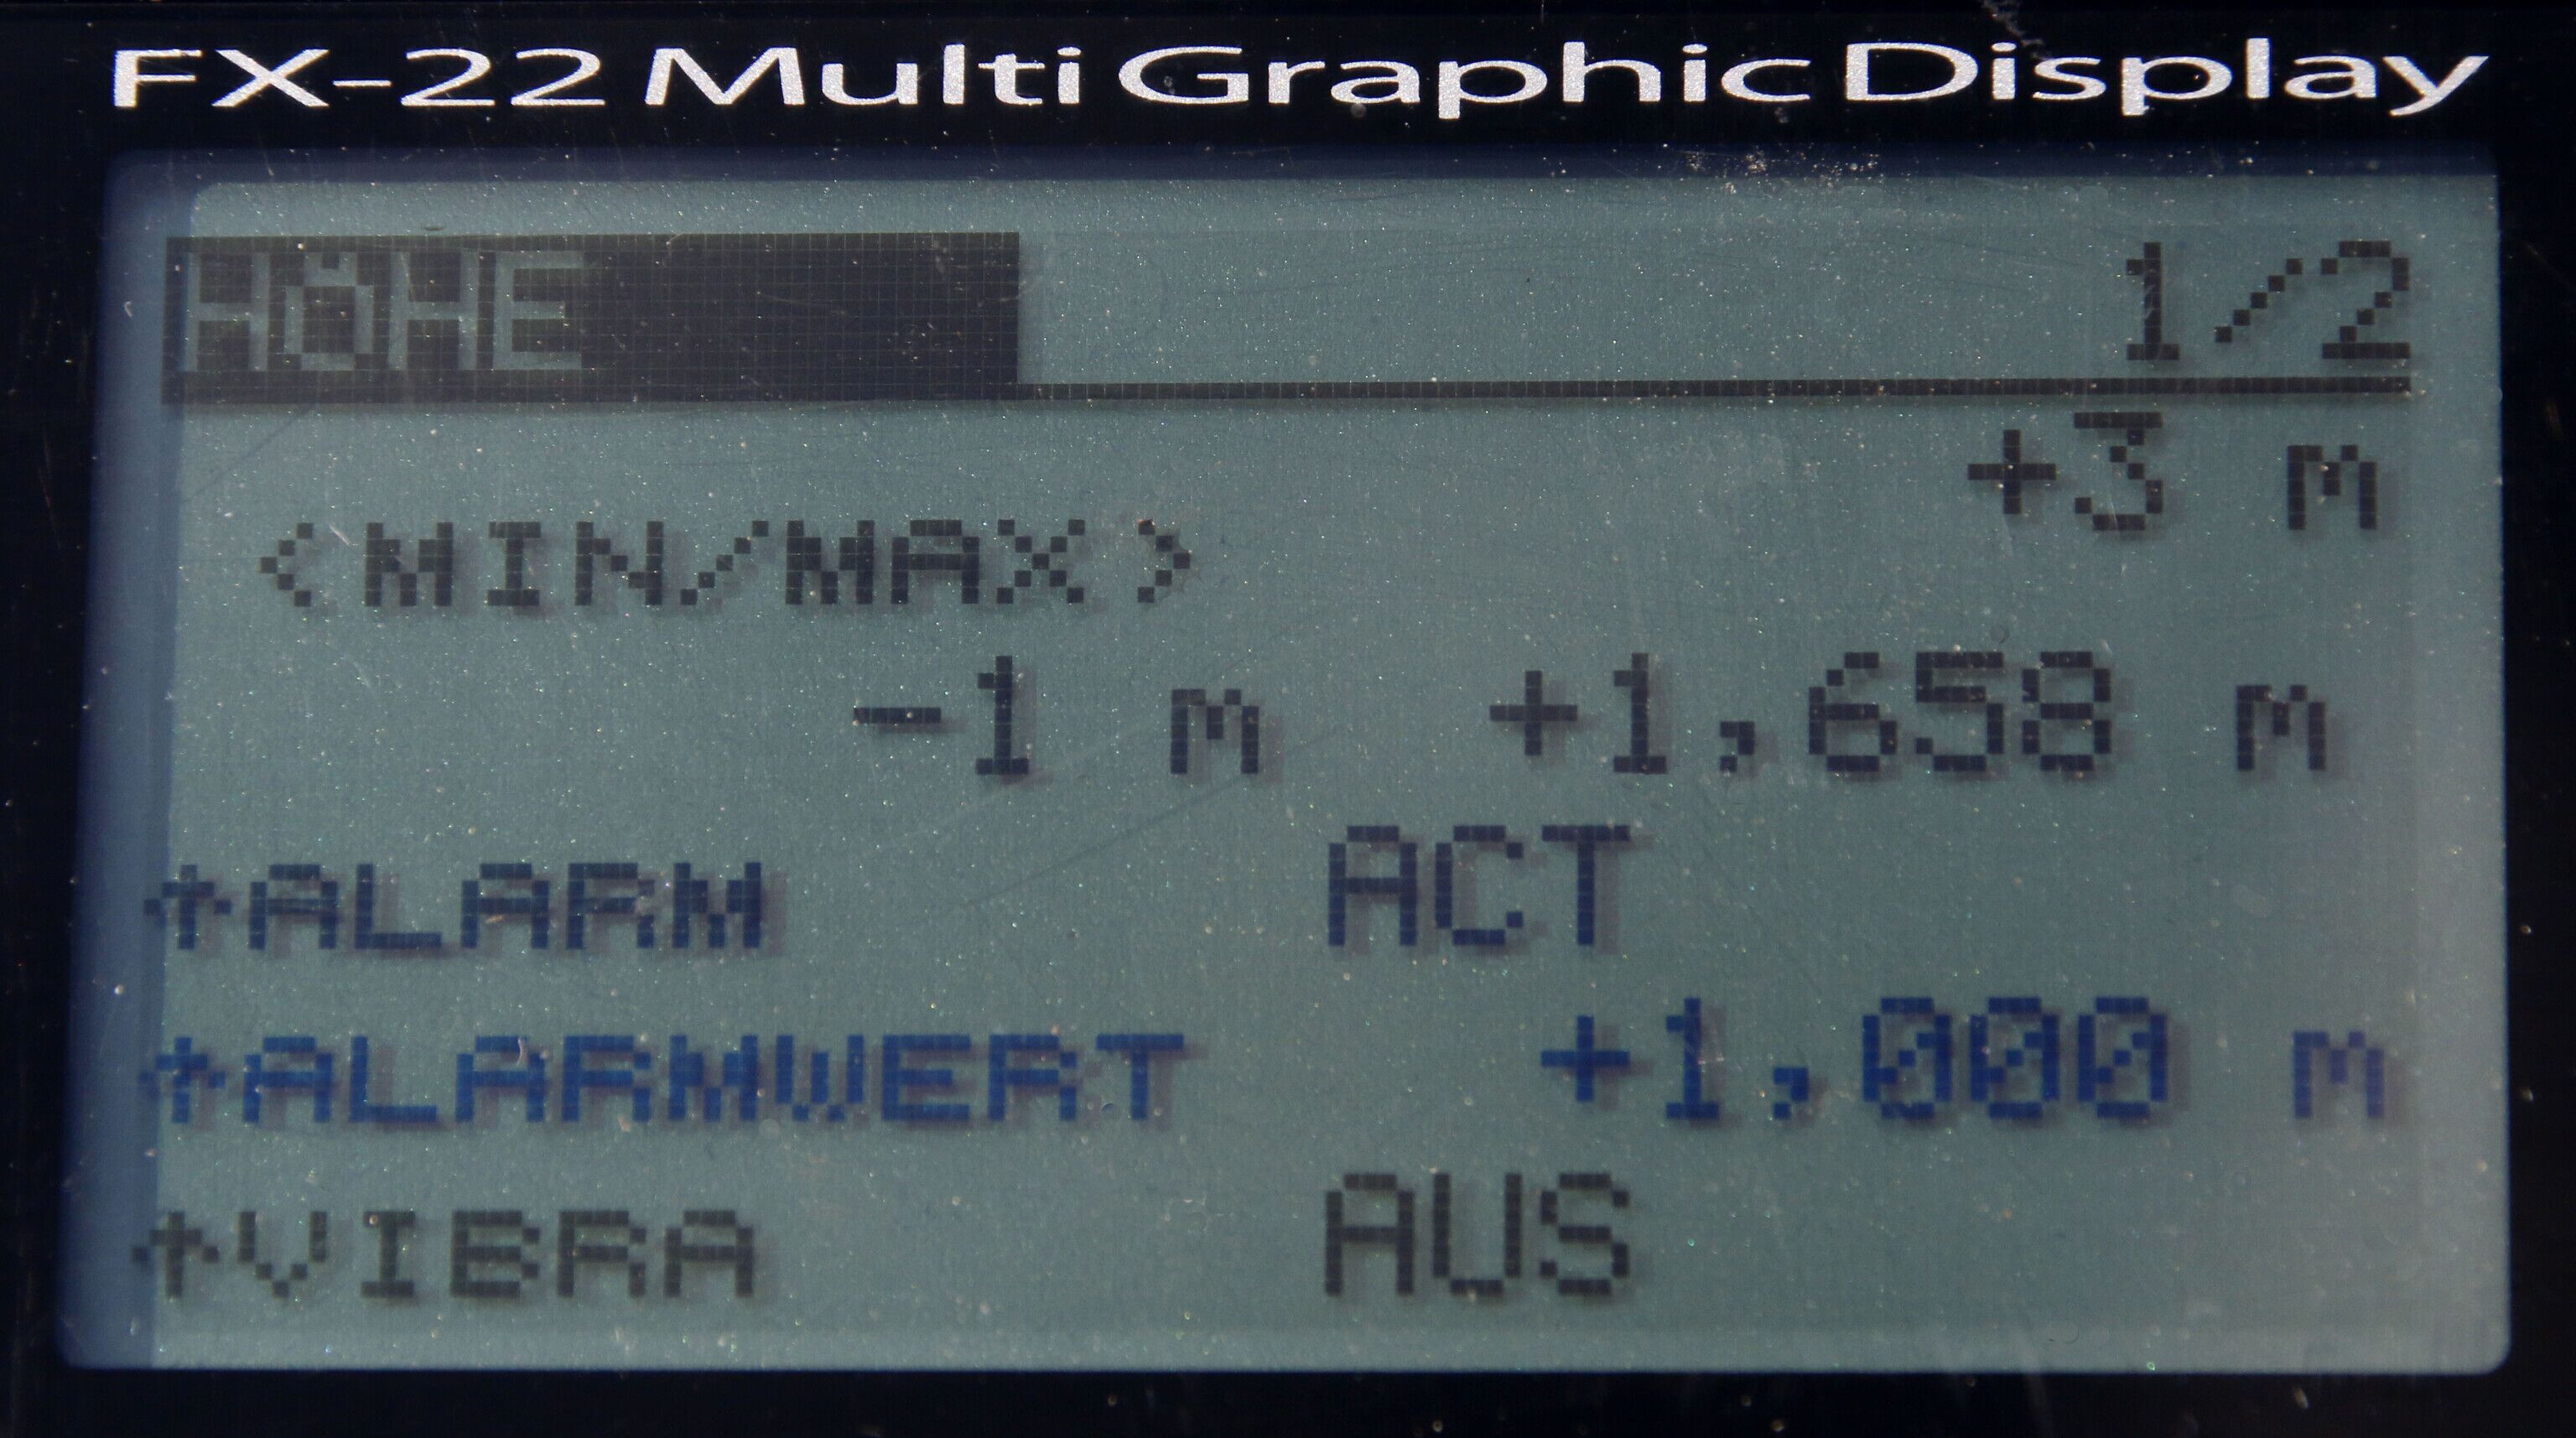 FX-22 Multi Graphic Display
HÖHE 1/2
+3 m
<MIN/MAX>
-1 m +1,658 m
↑ALARM ACT
↑ALARMWERT +1,000 m
↑VIBRA AUS